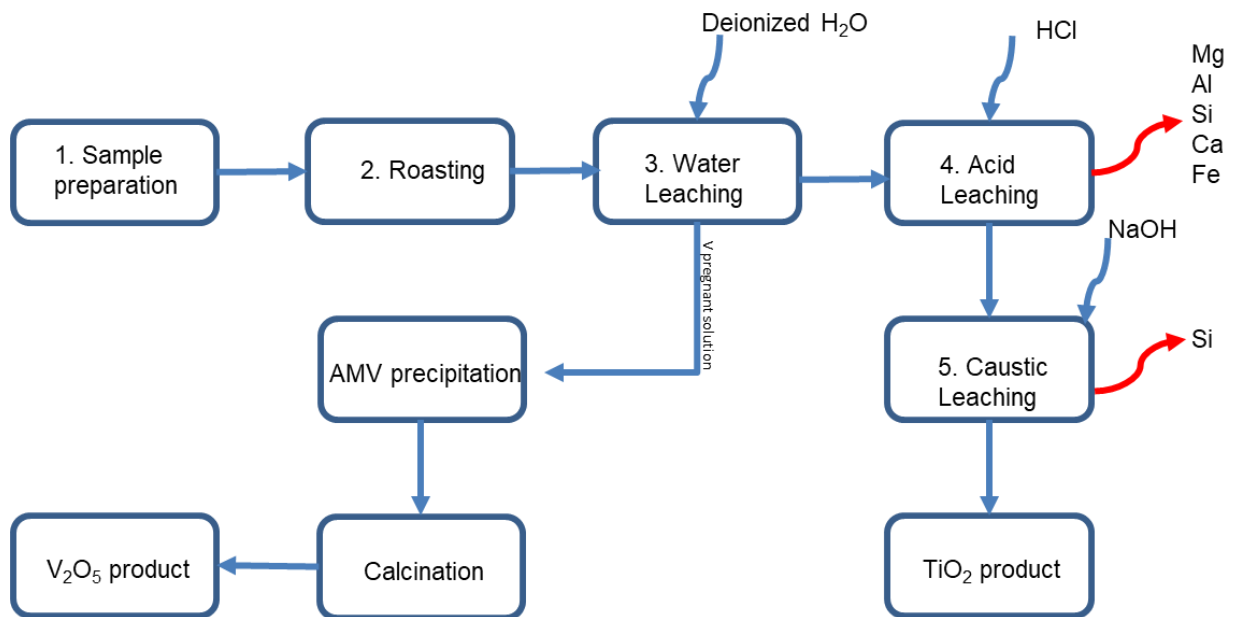 Deionized H₂O
HCl
Mg
Al
Si
Ca
Fe
1. Sample
preparation
2. Roasting
3. Water
Leaching
4. Acid
Leaching
NaOH
V pregnant solution
AMV precipitation
5. Caustic
Leaching
Si
V₂O₅ product
Calcination
TiO₂ product